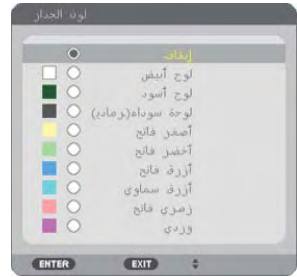 لون الجدار
إيقاف
لوح أبيض
لوح أسود
لوحة سوداء(رمادي)
أصفر فاتح
أخضر فاتح
أزرق فاتح
أزرق سماوي
زهري فاتح
وردي
ENTER EXIT